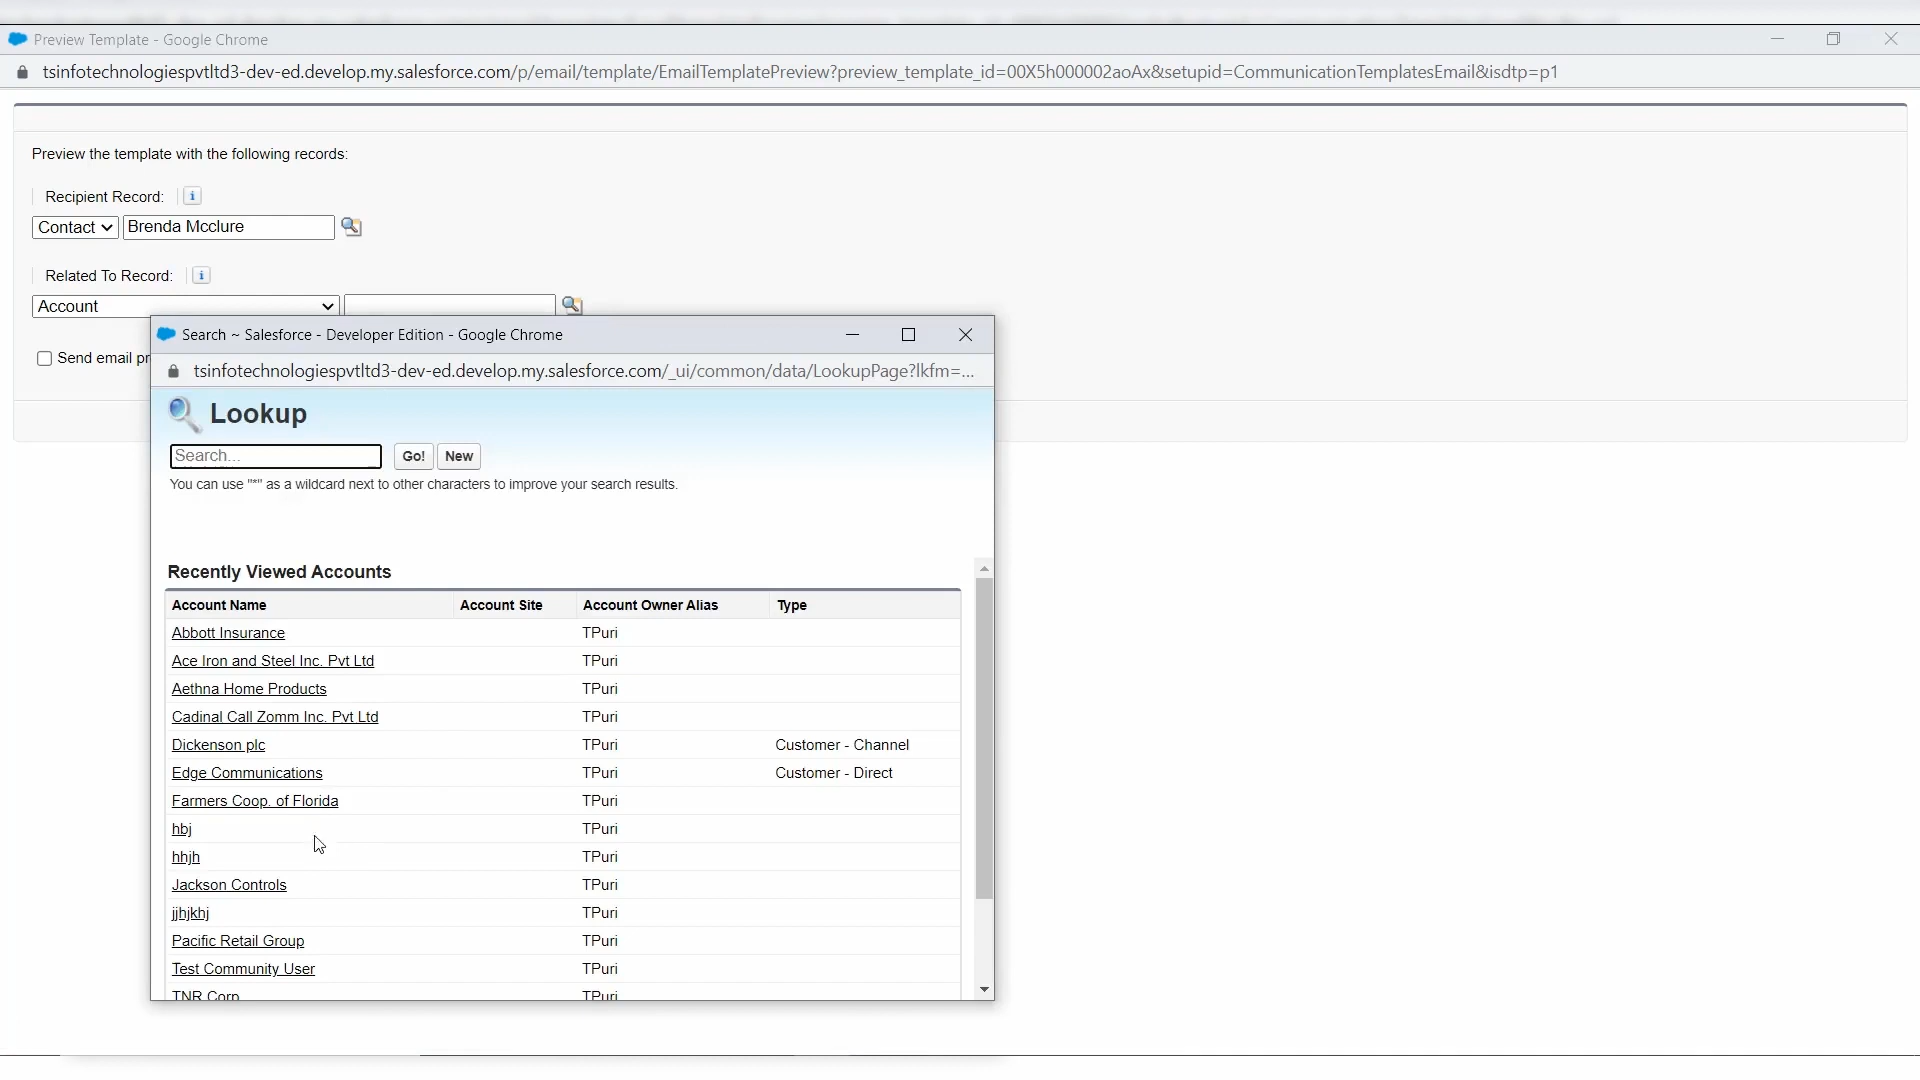 Preview Template - Google Chrome
tsinfotechnologiespvtltd3-dev-ed.develop.my.salesforce.com/p/email/template/EmailTemplatePreview?preview_template_id=00X5h000002aoAx&setupid=CommunicationTemplatesEmail&isdtp=p1
Preview the template with the following records:
Recipient Record: i
Contact Brenda Mcclure
Related To Record: i
Account
Send email pr
Search ~ Salesforce - Developer Edition - Google Chrome
tsinfotechnologiespvtltd3-dev-ed.develop.my.salesforce.com/_ui/common/data/LookupPage?lkfm=...
Lookup
Search... Go! New
You can use "*" as a wildcard next to other characters to improve your search results.
Recently Viewed Accounts
Account Name Account Site Account Owner Alias Type
Abbott Insurance TPuri
Ace Iron and Steel Inc. Pvt Ltd TPuri
Aethna Home Products TPuri
Cadinal Call Zomm Inc. Pvt Ltd TPuri
Dickenson plc TPuri Customer - Channel
Edge Communications TPuri Customer - Direct
Farmers Coop. of Florida TPuri
hbj TPuri
hhjh TPuri
Jackson Controls TPuri
jjhjkhj TPuri
Pacific Retail Group TPuri
Test Community User TPuri
TNR Corp TPuri